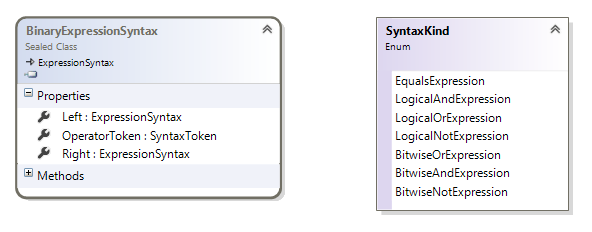 BinaryExpressionSyntax
Sealed Class
ExpressionSyntax
Properties
Left : ExpressionSyntax
OperatorToken : SyntaxToken
Right : ExpressionSyntax
Methods
SyntaxKind
Enum
EqualsExpression
LogicalAndExpression
LogicalOrExpression
LogicalNotExpression
BitwiseOrExpression
BitwiseAndExpression
BitwiseNotExpression